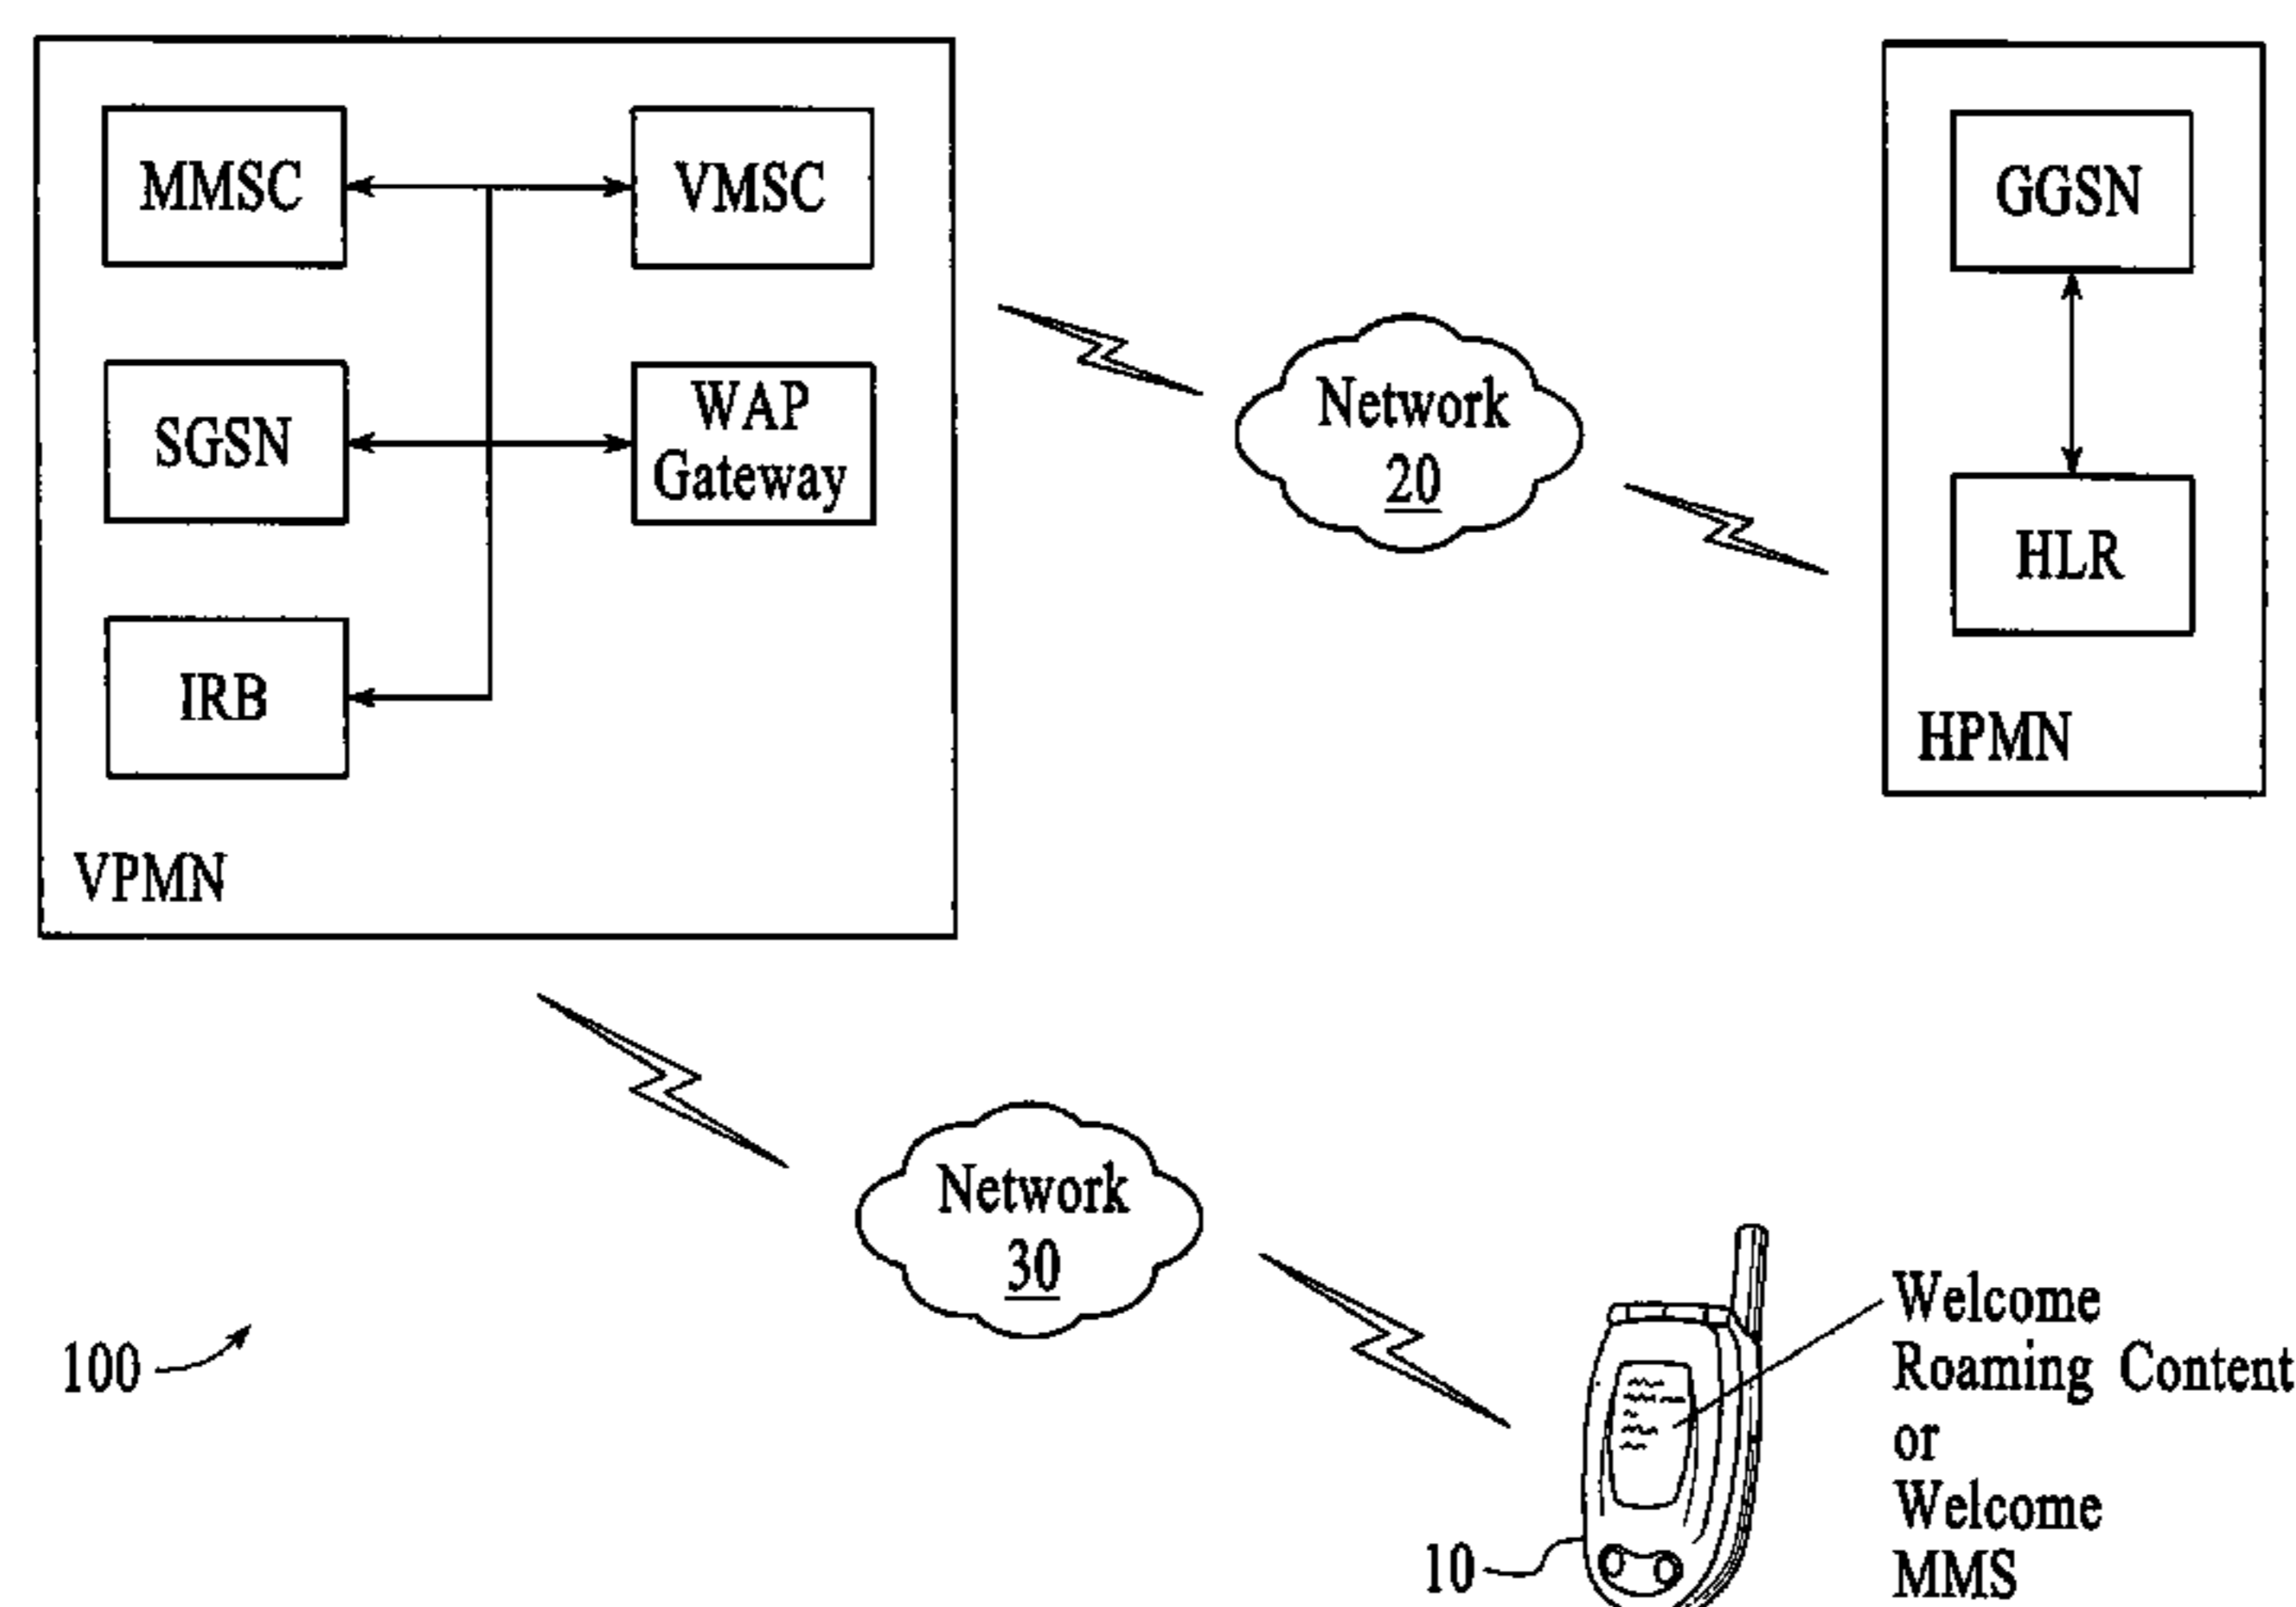 MMSC
VMSC
SGSN
WAP
Gateway
IRB
VPMN
Network
20
GGSN
HLR
HPMN
Network
30
100
10
Welcome
Roaming Content
or
Welcome
MMS